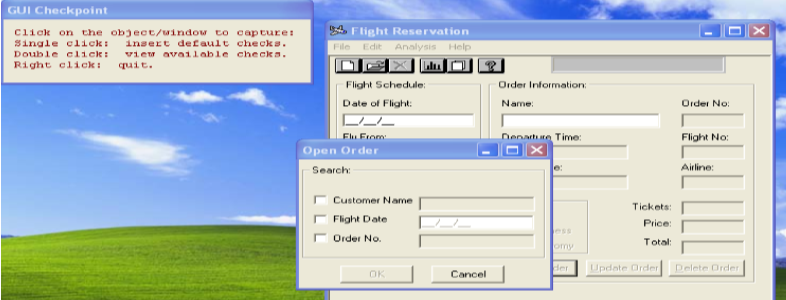 GUI Checkpoint
Click on the object/window to capture:
Single click: insert default checks.
Double click: view available checks.
Right click: quit.
Flight Reservation
File Edit Analysis Help
Flight Schedule:
Date of Flight:
__/__/__
Fly From:
Order Information:
Name:
Order No:
Departure Time:
Flight No:
e:
Airline:
Tickets:
Price:
Total:
ness
nomy
der
Update Order
Delete Order
Open Order
Search:
Customer Name
Flight Date
__/__/__
Order No.
OK
Cancel